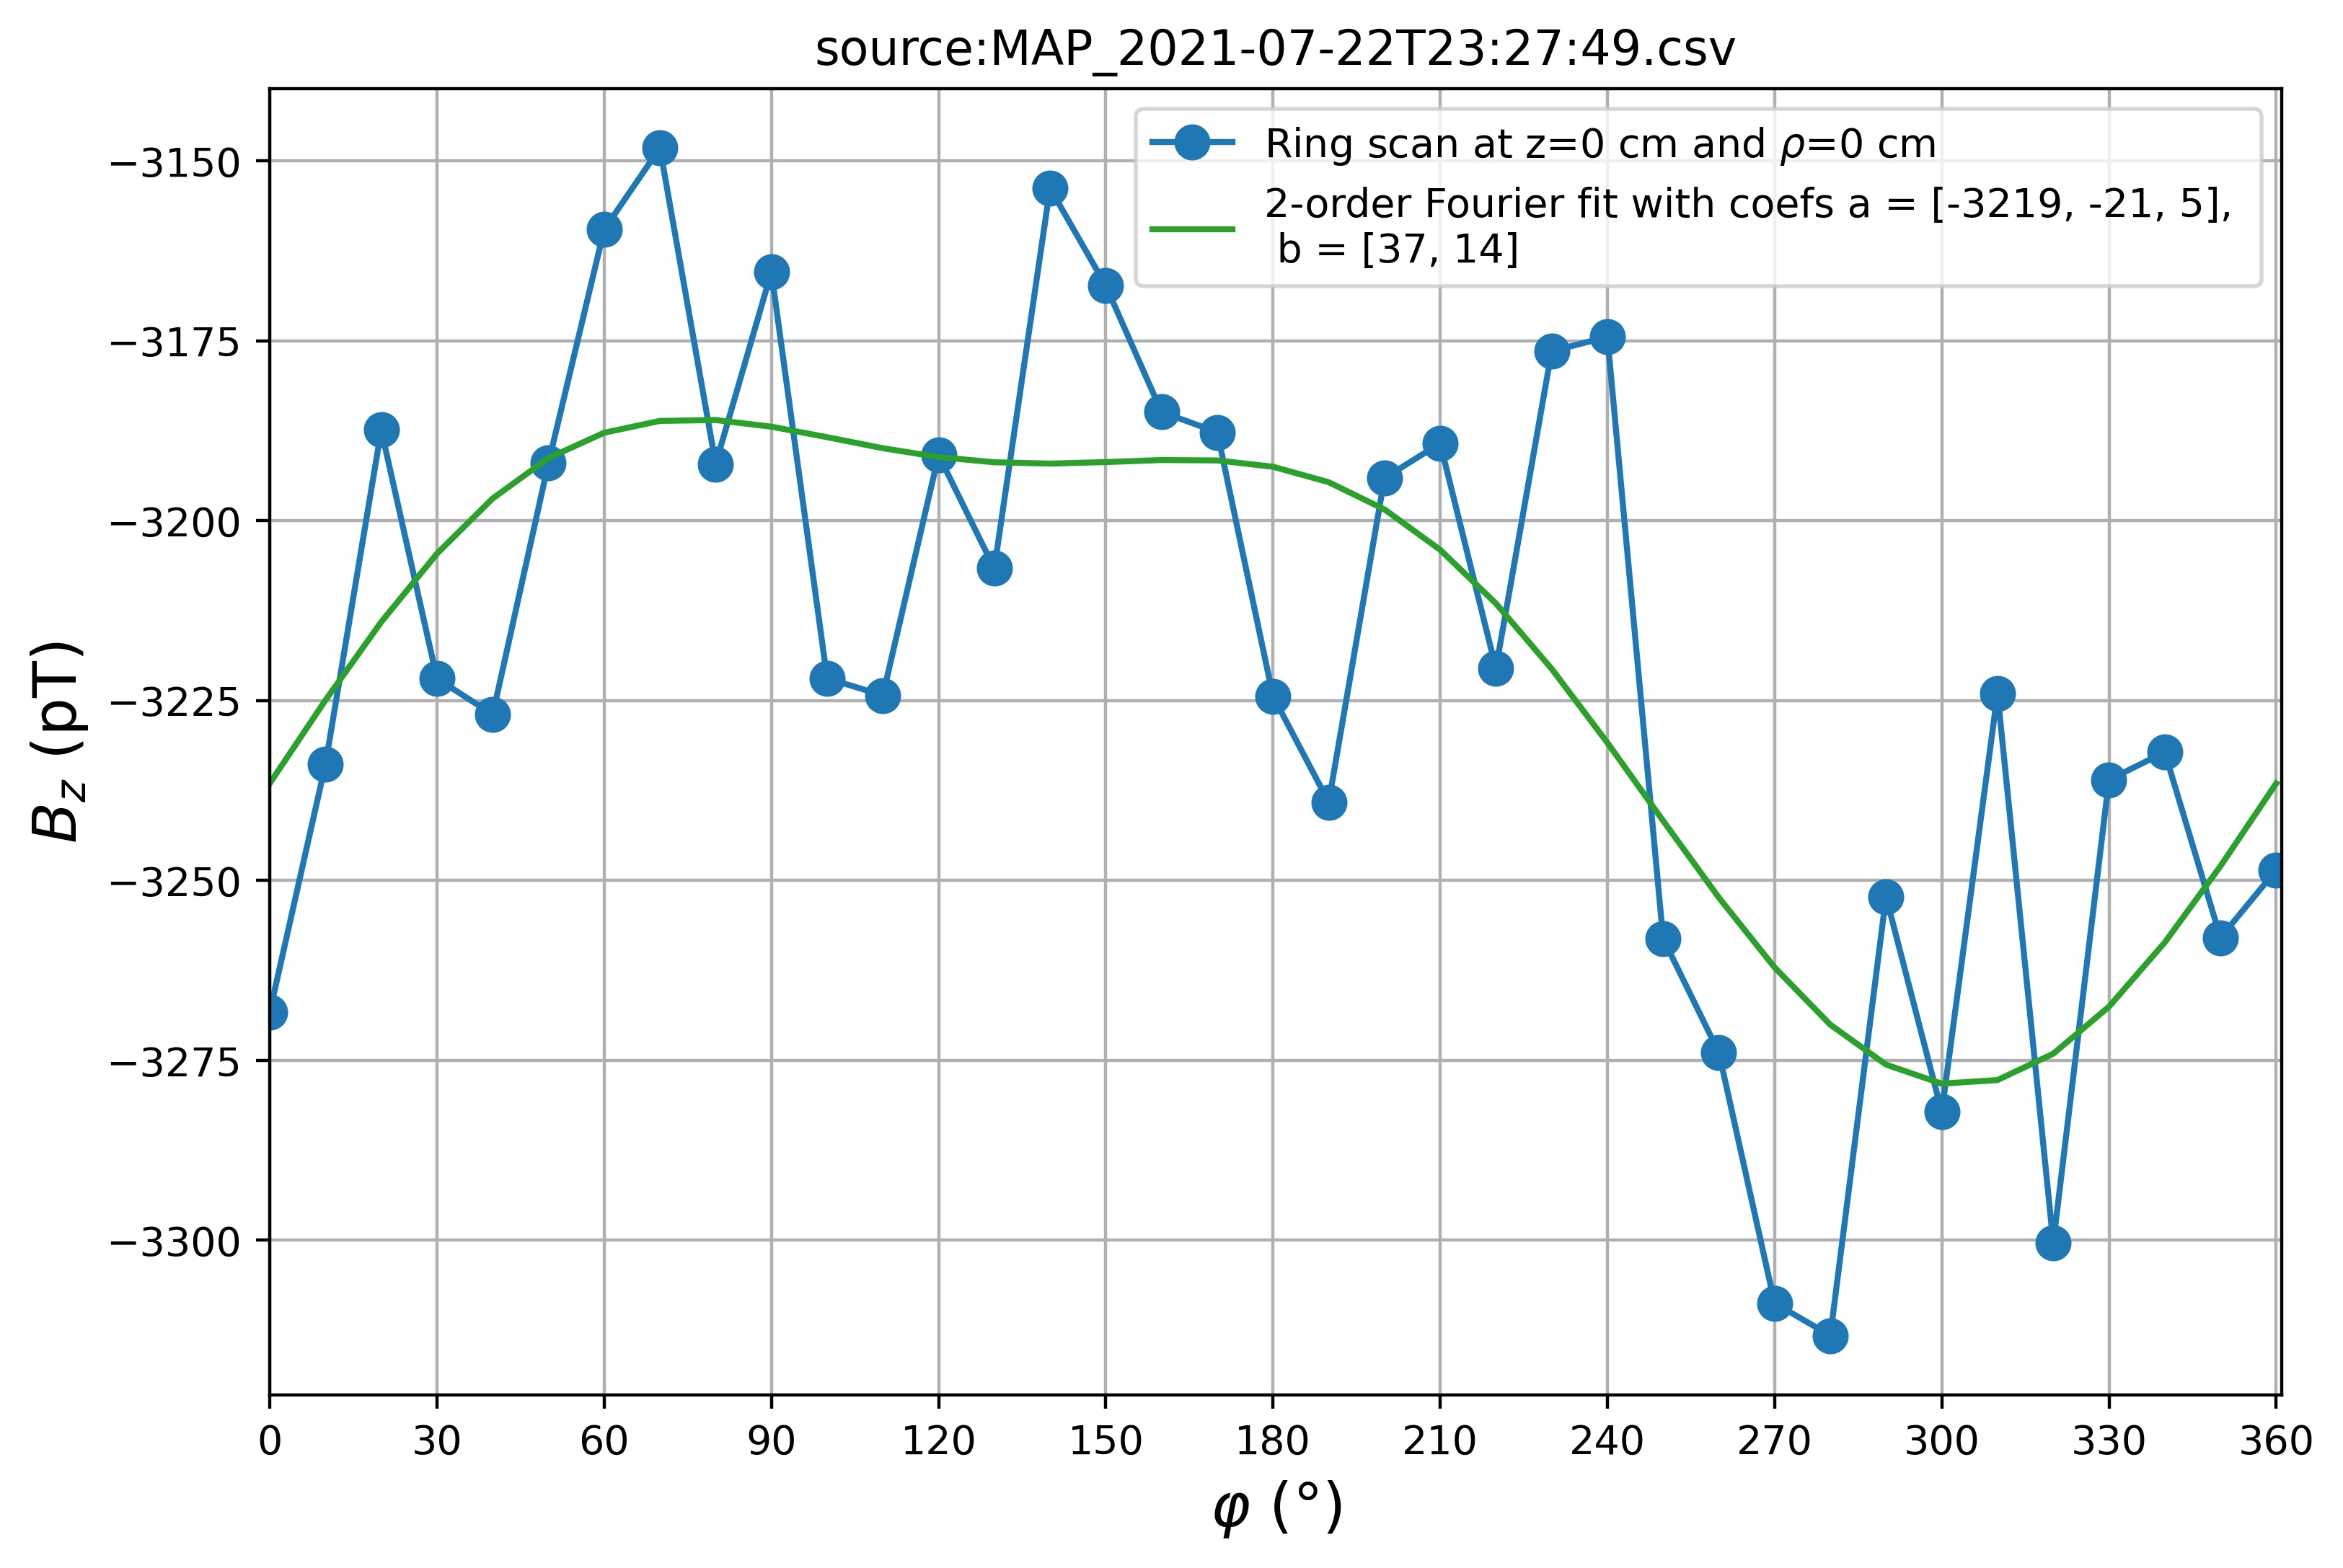 source:MAP_2021-07-22T23:27:49.csv
Ring scan at z=0 cm and ρ=0 cm
2-order Fourier fit with coefs a = [-3219, -21, 5],
b = [37, 14]
−3150
−3175
−3200
−3225
−3250
−3275
−3300
B_z (pT)
0 30 60 90 120 150 180 210 240 270 300 330 360
φ (°)